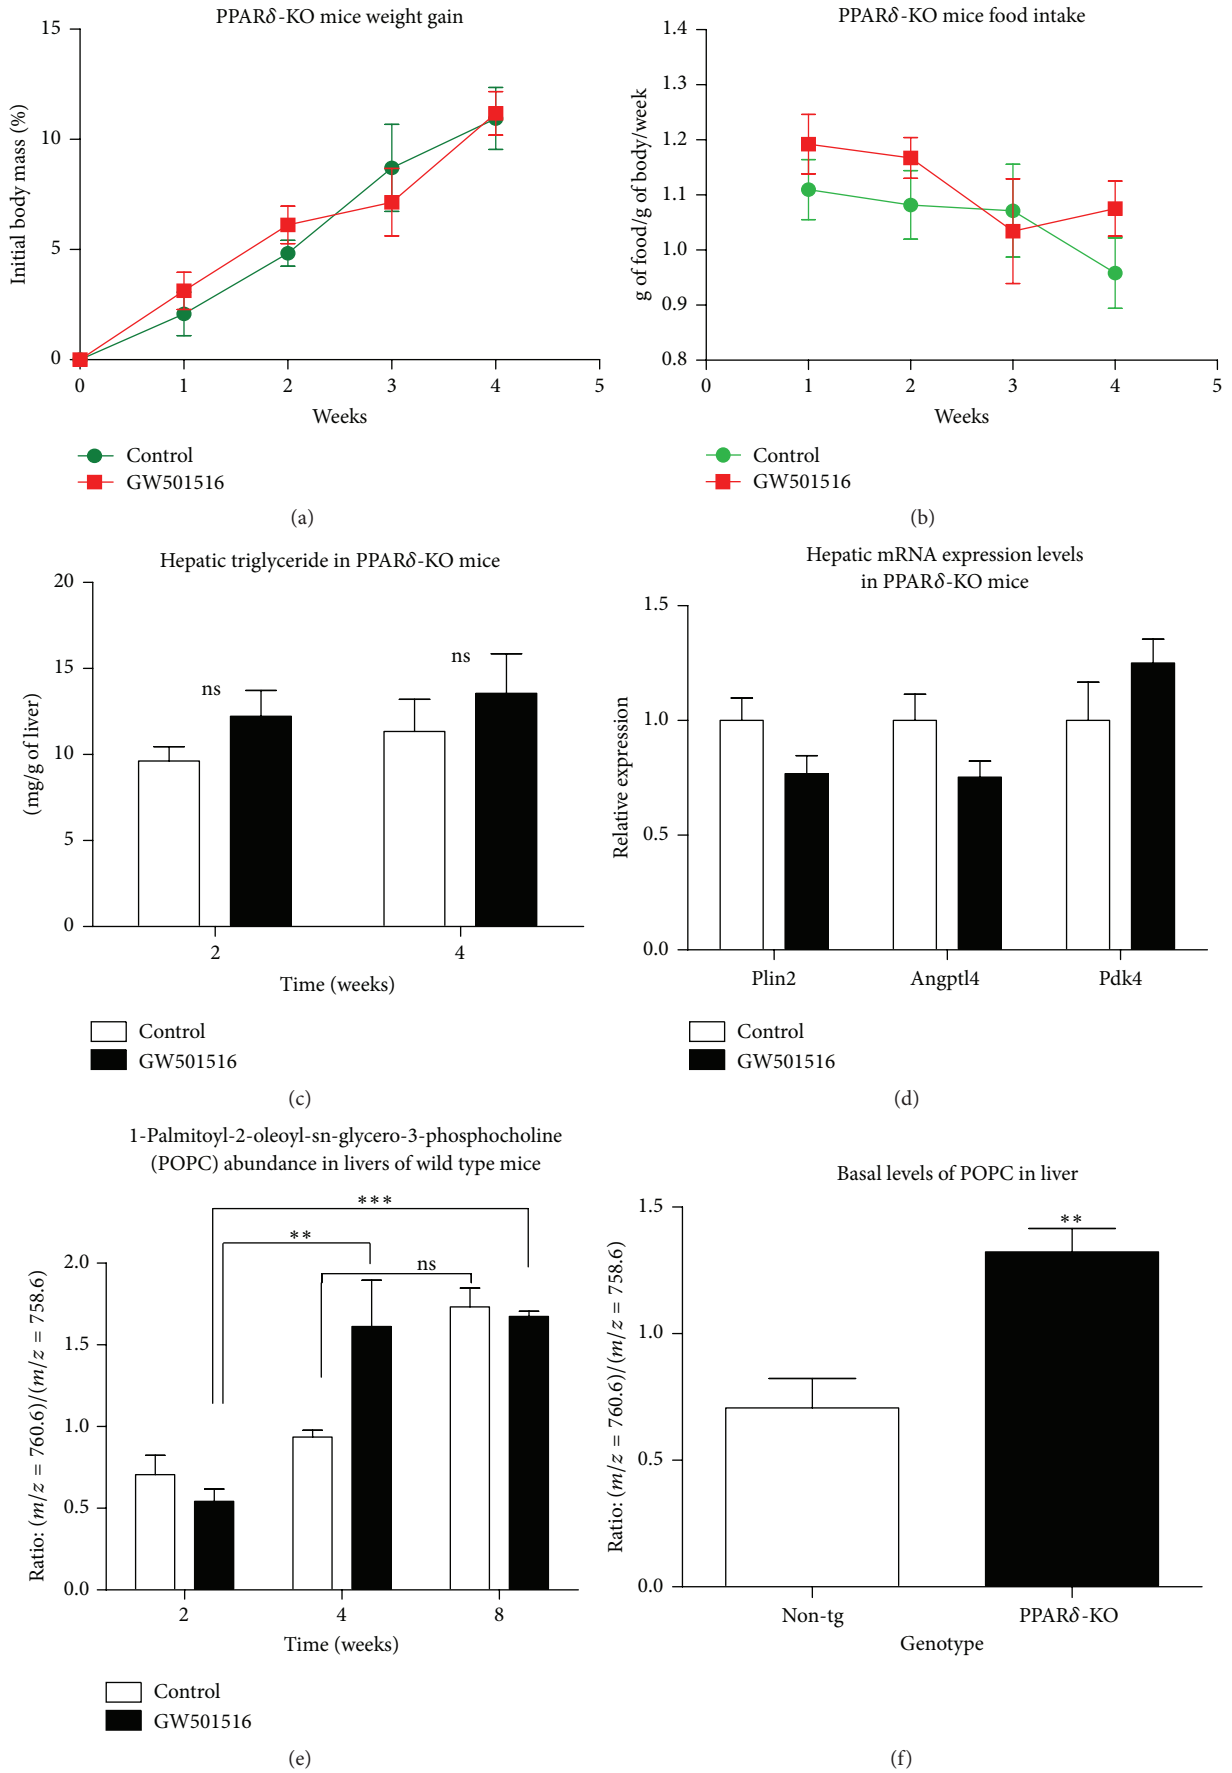 PPARδ-KO mice weight gain
15
10
5
0
Initial body mass (%)
0 1 2 3 4 5
Weeks
Control
GW501516
(a)
PPARδ-KO mice food intake
1.4
1.3
1.2
1.1
1.0
0.9
0.8
g of food/g of body/week
0 1 2 3 4 5
Weeks
Control
GW501516
(b)
Hepatic triglyceride in PPARδ-KO mice
20
15
10
5
0
(mg/g of liver)
ns
ns
2 4
Time (weeks)
Control
GW501516
(c)
Hepatic mRNA expression levels
in PPARδ-KO mice
1.5
1.0
0.5
0.0
Relative expression
Plin2 Angptl4 Pdk4
Control
GW501516
(d)
1-Palmitoyl-2-oleoyl-sn-glycero-3-phosphocholine
(POPC) abundance in livers of wild type mice
***
**
ns
2.0
1.5
1.0
0.5
0.0
Ratio: (m/z = 760.6)/(m/z = 758.6)
2 4 8
Time (weeks)
Control
GW501516
(e)
Basal levels of POPC in liver
1.5
1.0
0.5
0.0
Ratio: (m/z = 760.6)/(m/z = 758.6)
**
Non-tg PPARδ-KO
Genotype
(f)